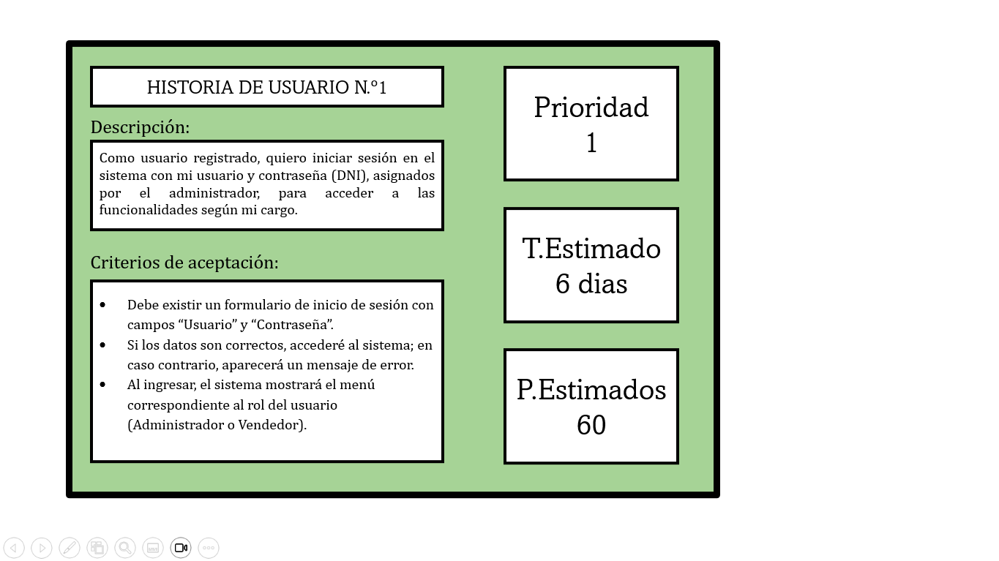 HISTORIA DE USUARIO N.º1
Descripción:
Como usuario registrado, quiero iniciar sesión en el
sistema con mi usuario y contraseña (DNI), asignados
por el administrador, para acceder a las
funcionalidades según mi cargo.
Criterios de aceptación:
• Debe existir un formulario de inicio de sesión con
campos “Usuario” y “Contraseña”.
• Si los datos son correctos, accederé al sistema; en
caso contrario, aparecerá un mensaje de error.
• Al ingresar, el sistema mostrará el menú
correspondiente al rol del usuario
(Administrador o Vendedor).
Prioridad
1
T.Estimado
6 dias
P.Estimados
60